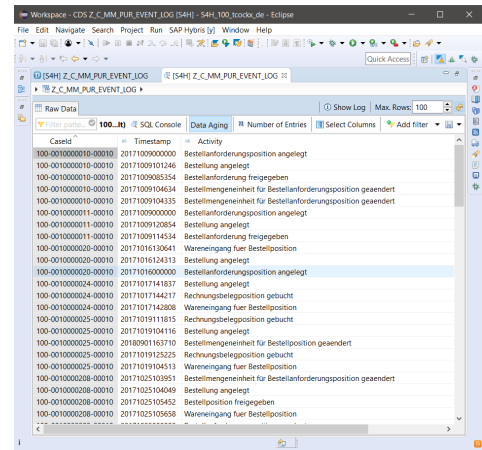 Workspace - CDS Z_C_MM_PUR_EVENT_LOG [S4H] - S4H_100_tcockx_de - Eclipse
File Edit Navigate Search Project Run SAP Hybris [y] Window Help
Quick Access
[S4H] Z_C_MM_PUR_EVENT_LOG [S4H] Z_C_MM_PUR_EVENT_LOG
Z_C_MM_PUR_EVENT_LOG
Raw Data Show Log Max. Rows: 100
Filter patte... 100...lt) SQL Console Data Aging Number of Entries Select Columns Add filter
CaseId Timestamp Activity
100-0010000010-00010 20171009000000 Bestellanforderungsposition angelegt
100-0010000010-00010 20171009101246 Bestellung angelegt
100-0010000010-00010 20171009085354 Bestellanforderung freigegeben
100-0010000010-00010 20171009104634 Bestellmengeneinheit für Bestellanforderungsposition geaendert
100-0010000010-00010 20171009104335 Bestellmengeneinheit für Bestellanforderungsposition geaendert
100-0010000011-00010 20171009000000 Bestellanforderungsposition angelegt
100-0010000011-00010 20171009120854 Bestellung angelegt
100-0010000011-00010 20171009114534 Bestellanforderung freigegeben
100-0010000020-00010 20171016130641 Wareneingang fuer Bestellposition
100-0010000020-00010 20171016124313 Bestellung angelegt
100-0010000020-00010 20171016000000 Bestellanforderungsposition angelegt
100-0010000024-00010 20171017141837 Bestellung angelegt
100-0010000024-00010 20171017144217 Rechnungsbelegposition gebucht
100-0010000024-00010 20171017142808 Wareneingang fuer Bestellposition
100-0010000025-00010 20171019111815 Rechnungsbelegposition gebucht
100-0010000025-00010 20171019104116 Bestellung angelegt
100-0010000025-00010 20180901163710 Bestellmengeneinheit für Bestellposition geaendert
100-0010000025-00010 20171019125225 Rechnungsbelegposition gebucht
100-0010000025-00010 20171019104513 Wareneingang fuer Bestellposition
100-0010000208-00010 20171025103951 Bestellmengeneinheit für Bestellanforderungsposition geaendert
100-0010000208-00010 20171025104049 Bestellung angelegt
100-0010000208-00010 20171025105452 Bestellposition freigegeben
100-0010000208-00010 20171025105658 Wareneingang fuer Bestellposition